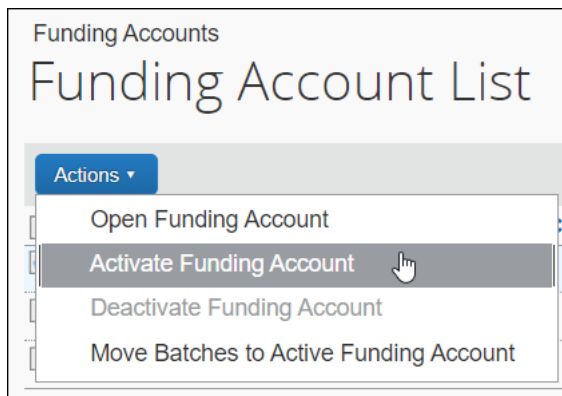 Funding Accounts
Funding Account List
Actions
Open Funding Account
Activate Funding Account
Deactivate Funding Account
Move Batches to Active Funding Account